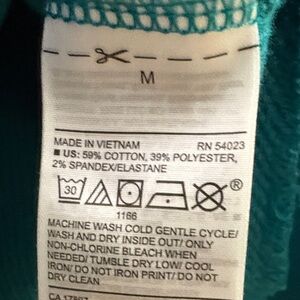 M
MADE IN VIETNAM RN 54023
■ US: 59% COTTON, 39% POLYESTER,
2% SPANDEX/ELASTANE
30 ®
1166
MACHINE WASH COLD GENTLE CYCLE/
WASH AND DRY INSIDE OUT/ ONLY
NON-CHLORINE BLEACH WHEN
NEEDED/ TUMBLE DRY LOW/ COOL
IRON/ DO NOT IRON PRINT/ DO NOT
DRY CLEAN
CA